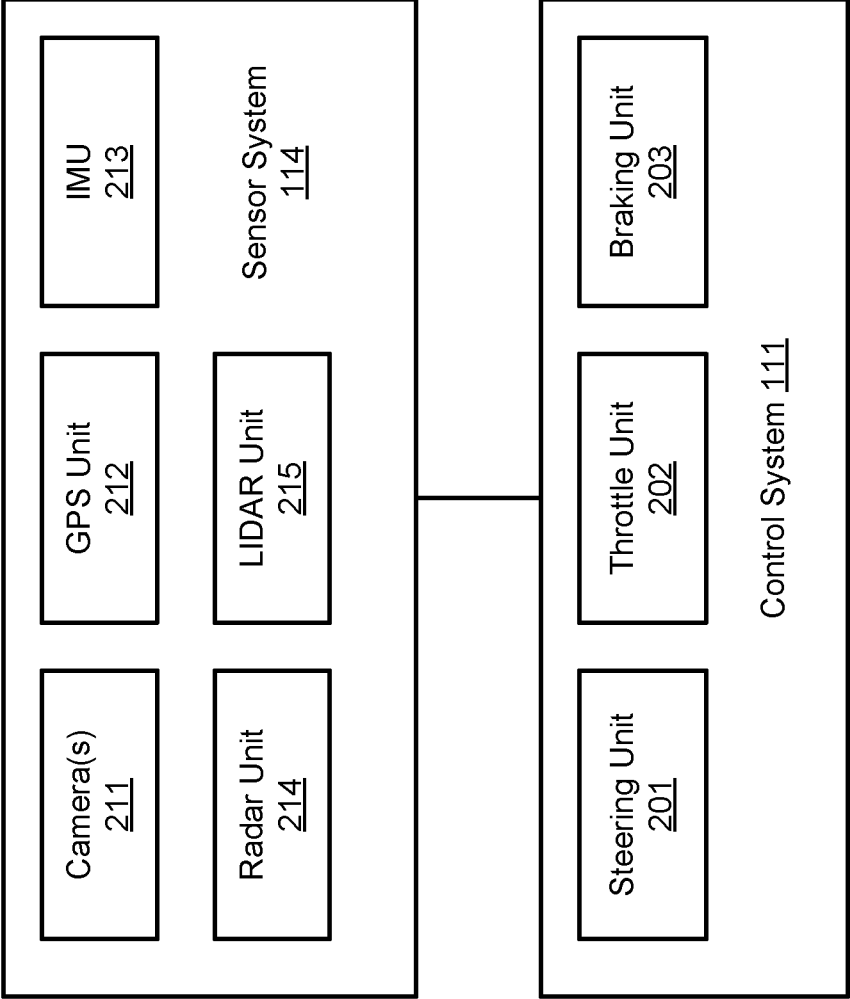 Camera(s)
211
GPS Unit
212
IMU
213
Radar Unit
214
LIDAR Unit
215
Sensor System
114
Steering Unit
201
Throttle Unit
202
Braking Unit
203
Control System 111